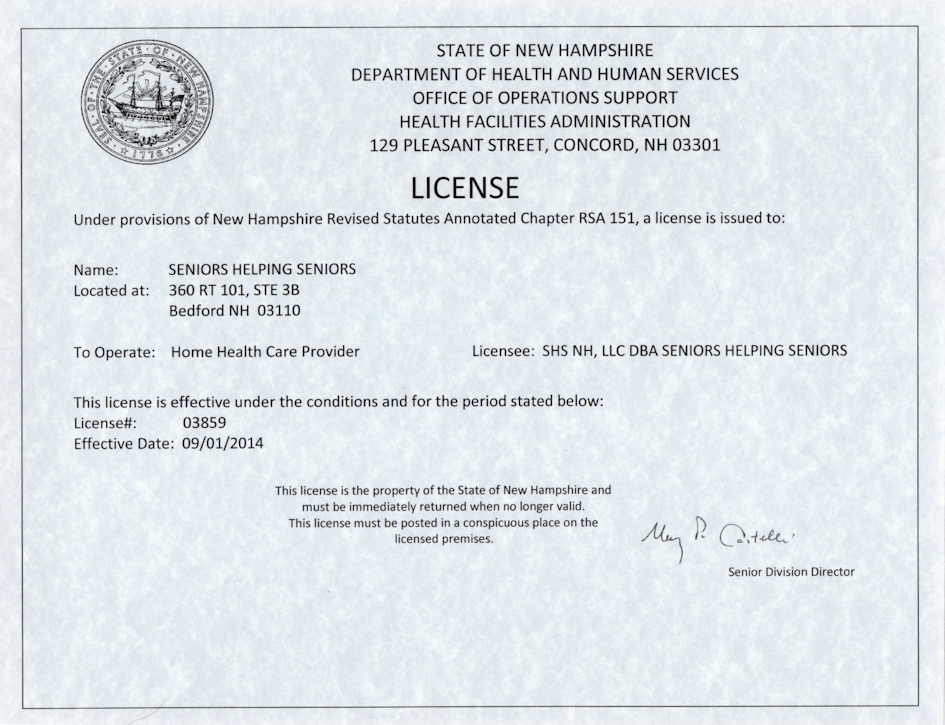 SEAL · OF · THE · STATE · OF · NEW HAMPSHIRE
1776
STATE OF NEW HAMPSHIRE
DEPARTMENT OF HEALTH AND HUMAN SERVICES
OFFICE OF OPERATIONS SUPPORT
HEALTH FACILITIES ADMINISTRATION
129 PLEASANT STREET, CONCORD, NH 03301
LICENSE
Under provisions of New Hampshire Revised Statutes Annotated Chapter RSA 151, a license is issued to:
Name: SENIORS HELPING SENIORS
Located at: 360 RT 101, STE 3B
Bedford NH 03110
To Operate: Home Health Care Provider Licensee: SHS NH, LLC DBA SENIORS HELPING SENIORS
This license is effective under the conditions and for the period stated below:
License#: 03859
Effective Date: 09/01/2014
This license is the property of the State of New Hampshire and
must be immediately returned when no longer valid.
This license must be posted in a conspicuous place on the
licensed premises.
Senior Division Director